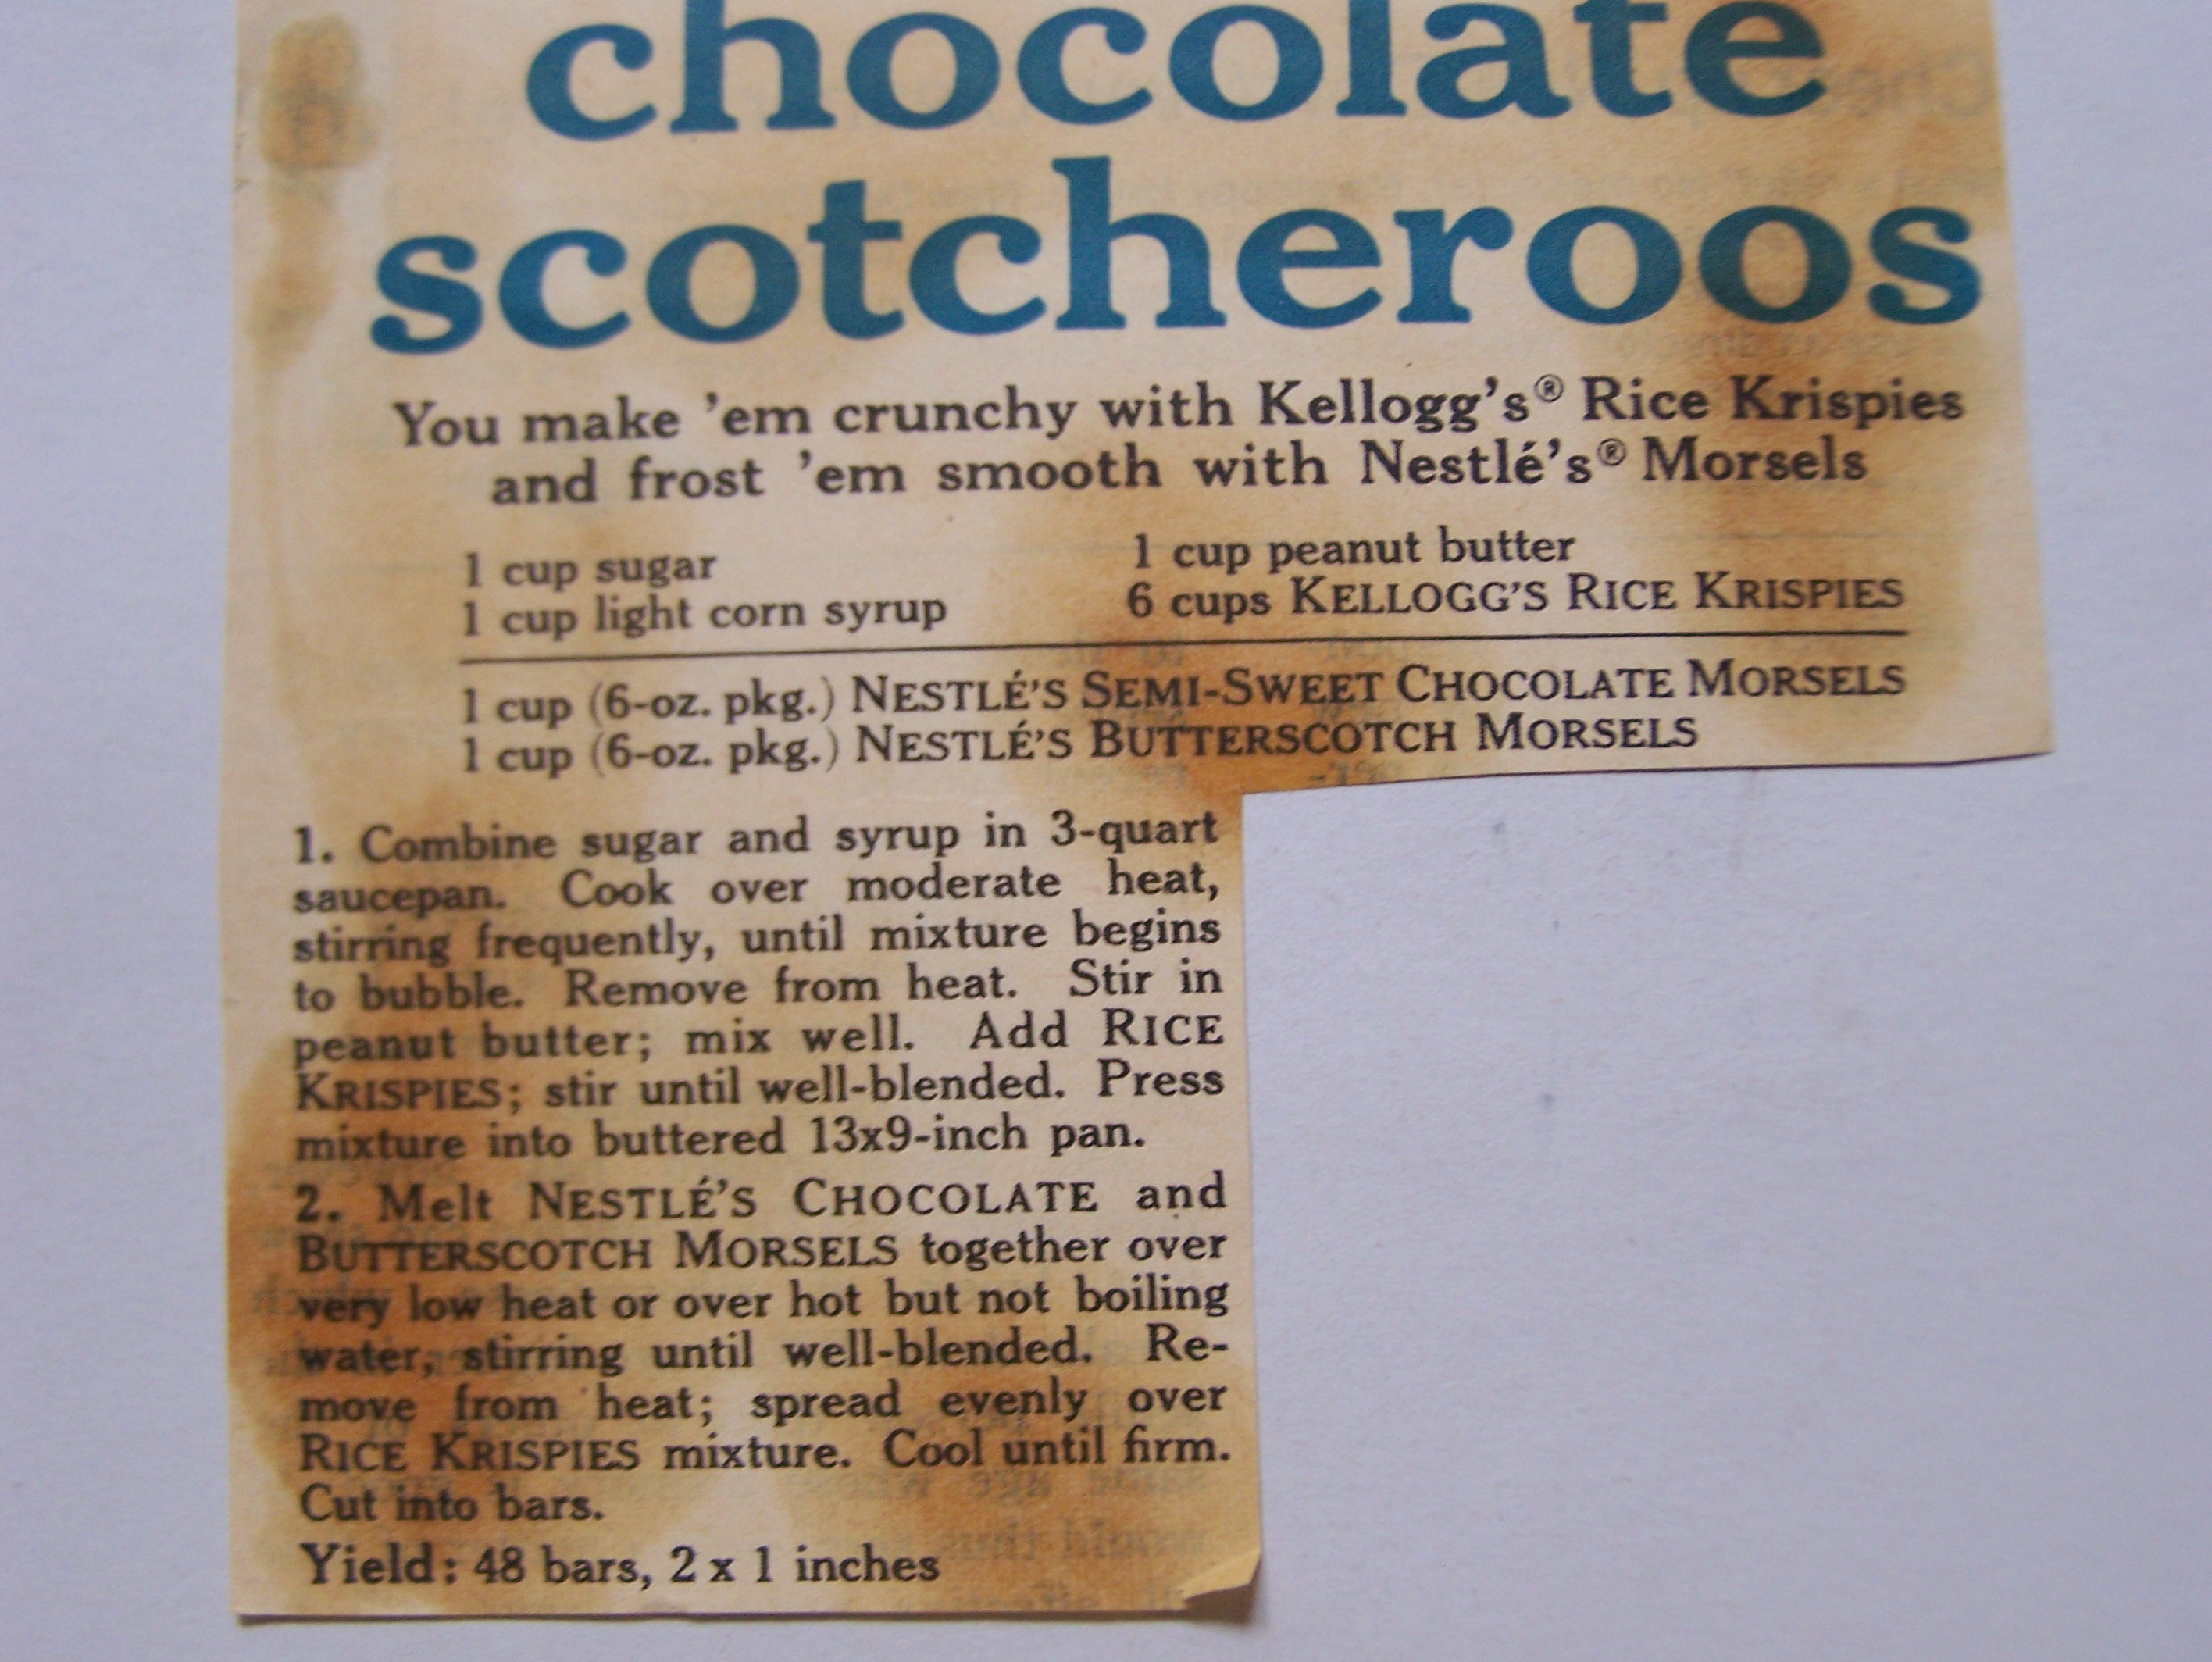 chocolate
scotcheroos
You make 'em crunchy with Kellogg's® Rice Krispies
and frost 'em smooth with Nestlé's® Morsels
1 cup sugar
1 cup light corn syrup
1 cup peanut butter
6 cups KELLOGG'S RICE KRISPIES
1 cup (6-oz. pkg.) NESTLÉ'S SEMI-SWEET CHOCOLATE MORSELS
1 cup (6-oz. pkg.) NESTLÉ'S BUTTERSCOTCH MORSELS
1. Combine sugar and syrup in 3-quart
saucepan. Cook over moderate heat,
stirring frequently, until mixture begins
to bubble. Remove from heat. Stir in
peanut butter; mix well. Add RICE
KRISPIES; stir until well-blended. Press
mixture into buttered 13x9-inch pan.
2. Melt NESTLÉ'S CHOCOLATE and
BUTTERSCOTCH MORSELS together over
very low heat or over hot but not boiling
water, stirring until well-blended. Re-
move from heat; spread evenly over
RICE KRISPIES mixture. Cool until firm.
Cut into bars.
Yield: 48 bars, 2 x 1 inches